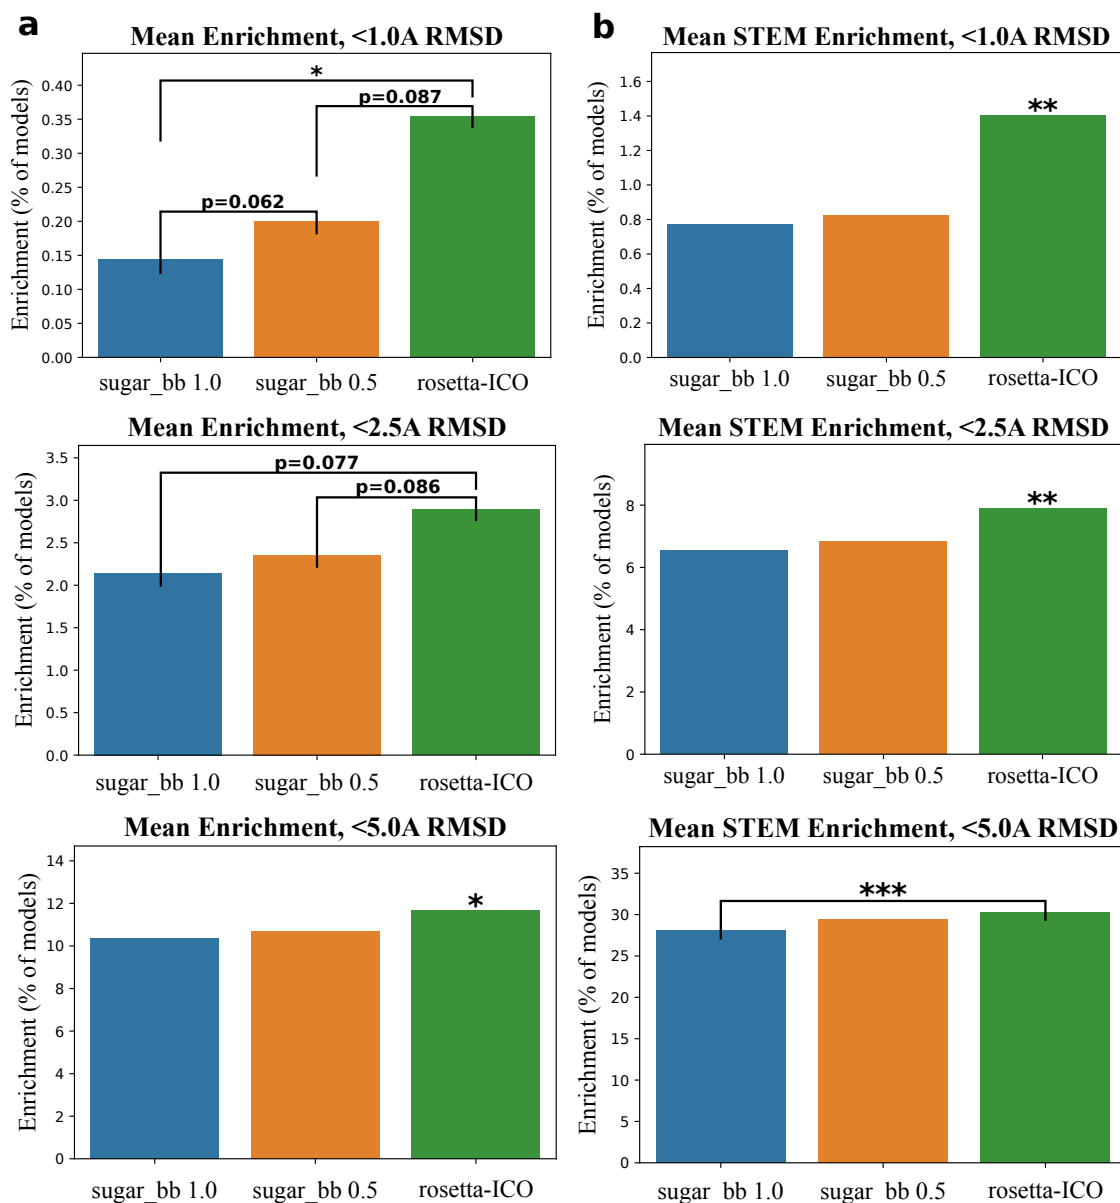 a
Mean Enrichment, <1.0A RMSD
Enrichment (% of models)
0.40
0.35
0.30
0.25
0.20
0.15
0.10
0.05
0.00
*
p=0.087
p=0.062
sugar_bb 1.0
sugar_bb 0.5
rosetta-ICO
b
Mean STEM Enrichment, <1.0A RMSD
Enrichment (% of models)
1.6
1.4
1.2
1.0
0.8
0.6
0.4
0.2
0.0
**
sugar_bb 1.0
sugar_bb 0.5
rosetta-ICO
Mean Enrichment, <2.5A RMSD
Enrichment (% of models)
3.5
3.0
2.5
2.0
1.5
1.0
0.5
0.0
p=0.077
p=0.086
sugar_bb 1.0
sugar_bb 0.5
rosetta-ICO
Mean STEM Enrichment, <2.5A RMSD
Enrichment (% of models)
8
6
4
2
0
**
sugar_bb 1.0
sugar_bb 0.5
rosetta-ICO
Mean Enrichment, <5.0A RMSD
Enrichment (% of models)
14
12
10
8
6
4
2
0
*
sugar_bb 1.0
sugar_bb 0.5
rosetta-ICO
Mean STEM Enrichment, <5.0A RMSD
Enrichment (% of models)
35
30
25
20
15
10
5
0
***
sugar_bb 1.0
sugar_bb 0.5
rosetta-ICO